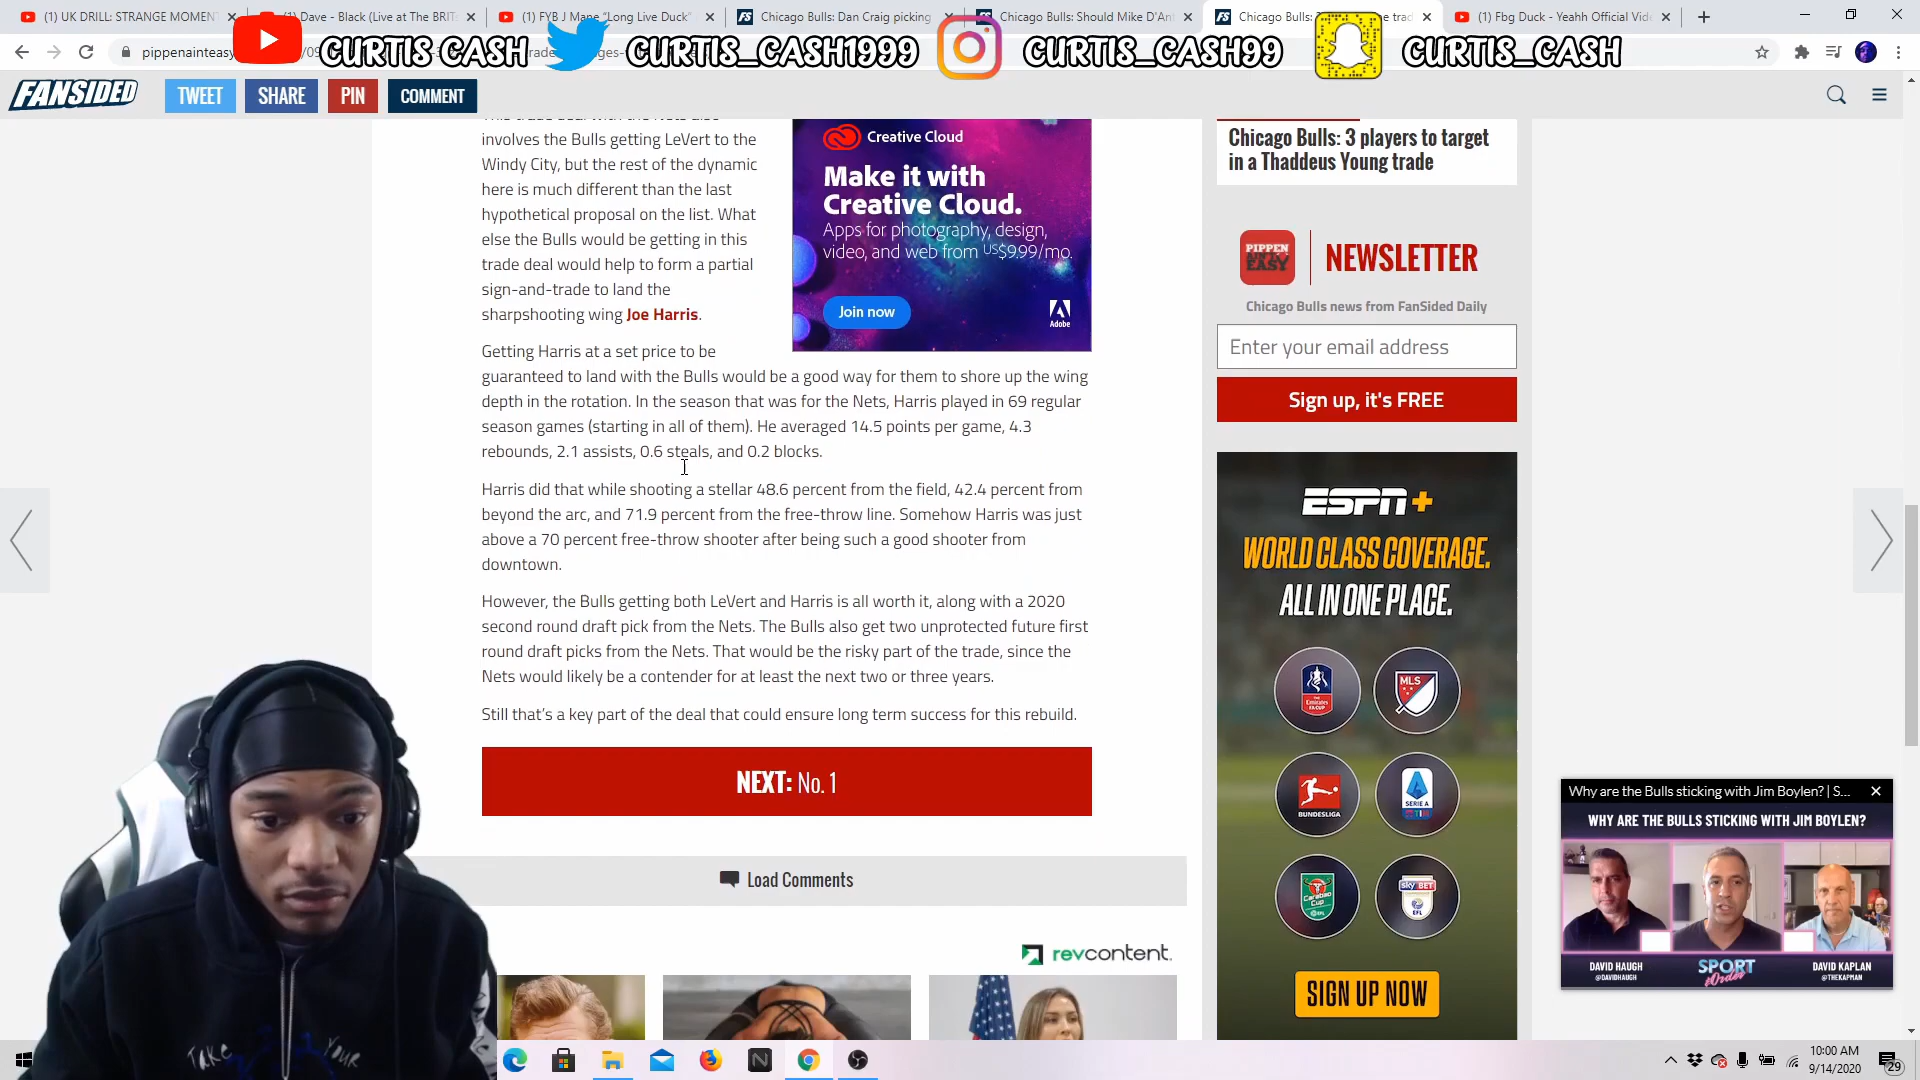 (1) UK DRILL: STRANGE MOMEN
(1) Dave - Black (Live at The BRIT
(1) FYB J Mane "Long Live Duck"
Chicago Bulls: Dan Craig picking
Chicago Bulls: Should Mike D'An
Chicago Bulls:
(1) Fbg Duck - Yeahh Official Vid
pippenainteasy
CURTIS CASH
CURTIS_CASH1999
CURTIS_CASH99
CURTIS_CASH
FANSIDED
TWEET
SHARE
PIN
COMMENT
involves the Bulls getting LeVert to the
Windy City, but the rest of the dynamic
here is much different than the last
hypothetical proposal on the list. What
else the Bulls would be getting in this
trade deal would help to form a partial
sign-and-trade to land the
sharpshooting wing Joe Harris.
Creative Cloud
Make it with
Creative Cloud.
Apps for photography, design,
video, and web from US$9.99/mo.
Join now
Adobe
Getting Harris at a set price to be
guaranteed to land with the Bulls would be a good way for them to shore up the wing
depth in the rotation. In the season that was for the Nets, Harris played in 69 regular
season games (starting in all of them). He averaged 14.5 points per game, 4.3
rebounds, 2.1 assists, 0.6 steals, and 0.2 blocks.
Harris did that while shooting a stellar 48.6 percent from the field, 42.4 percent from
beyond the arc, and 71.9 percent from the free-throw line. Somehow Harris was just
above a 70 percent free-throw shooter after being such a good shooter from
downtown.
However, the Bulls getting both LeVert and Harris is all worth it, along with a 2020
second round draft pick from the Nets. The Bulls also get two unprotected future first
round draft picks from the Nets. That would be the risky part of the trade, since the
Nets would likely be a contender for at least the next two or three years.
Still that's a key part of the deal that could ensure long term success for this rebuild.
NEXT: No. 1
Load Comments
revcontent
Chicago Bulls: 3 players to target
in a Thaddeus Young trade
PIPPEN
AIN'T
EASY
NEWSLETTER
Chicago Bulls news from FanSided Daily
Enter your email address
Sign up, it's FREE
ESPN+
WORLD CLASS COVERAGE.
ALL IN ONE PLACE.
MLS
BUNDESLIGA
SERIE A
TIM
EFL
sky BET
EFL
SIGN UP NOW
Why are the Bulls sticking with Jim Boylen? | S...
WHY ARE THE BULLS STICKING WITH JIM BOYLEN?
DAVID HAUGH
@DAVIDHAUGH
SPORT
DAVID KAPLAN
@THEKAPMAN
TAKE
YOUR
10:00 AM
9/14/2020
29